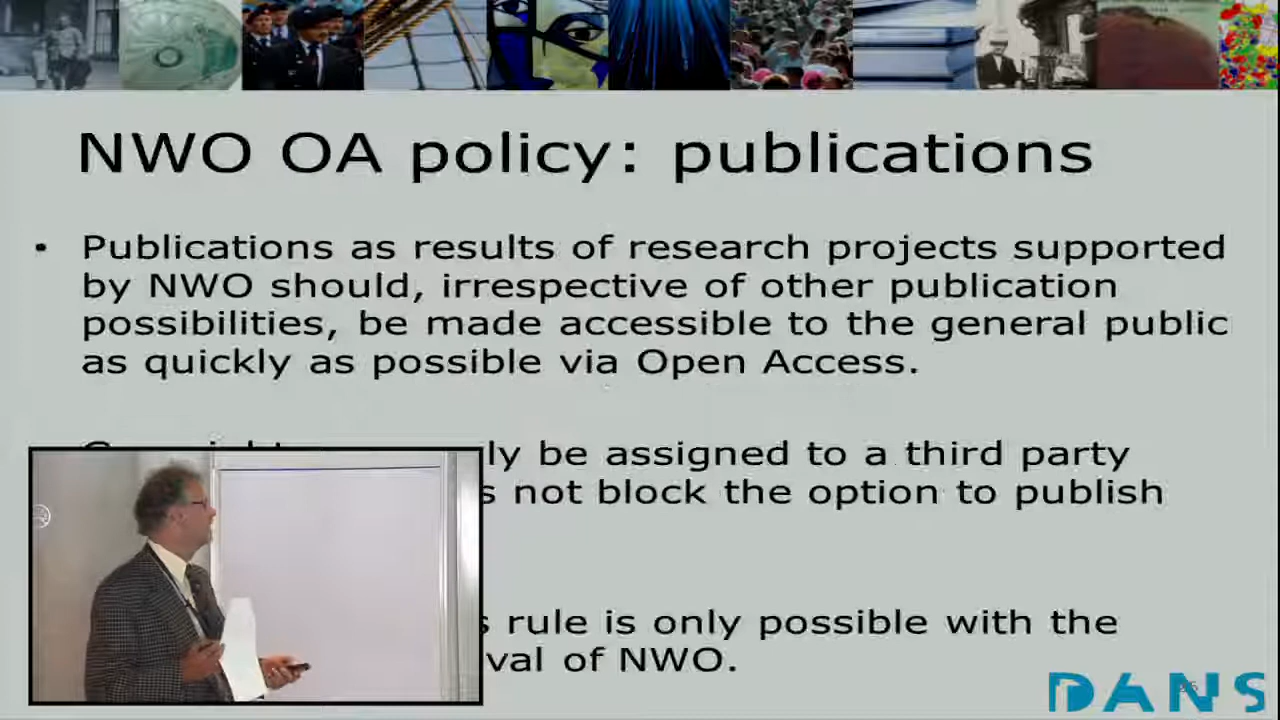 NWO OA policy: publications
• Publications as results of research projects supported
by NWO should, irrespective of other publication
possibilities, be made accessible to the general public
as quickly as possible via Open Access.
ly be assigned to a third party
s not block the option to publish
s rule is only possible with the
val of NWO.
DANS